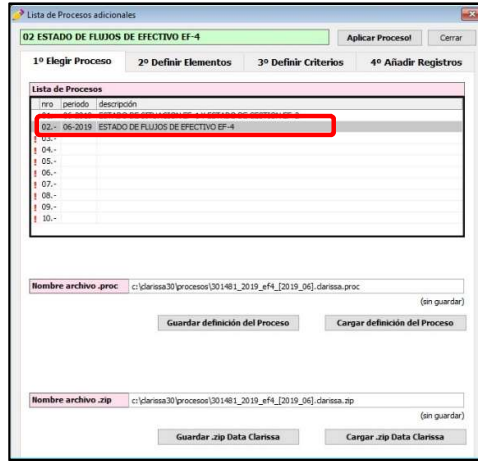 Lista de Procesos adicionales
02 ESTADO DE FLUJOS DE EFECTIVO EF-4 Aplicar Proceso! Cerrar
1º Elegir Proceso 2º Definir Elementos 3º Definir Criterios 4º Añadir Registros
Lista de Procesos
nro periodo descripción
02.- 06-2019 ESTADO DE FLUJOS DE EFECTIVO EF-4
! 03.-
! 04.-
! 05.-
! 06.-
! 07.-
! 08.-
! 09.-
! 10.-
Nombre archivo .proc c:\clarissa30\procesos\301481_2019_ef4_[2019_06].clarissa.proc
(sin guardar)
Guardar definición del Proceso Cargar definición del Proceso
Nombre archivo .zip c:\clarissa30\procesos\301481_2019_ef4_[2019_06].clarissa.zip
(sin guardar)
Guardar .zip Data Clarissa Cargar .zip Data Clarissa